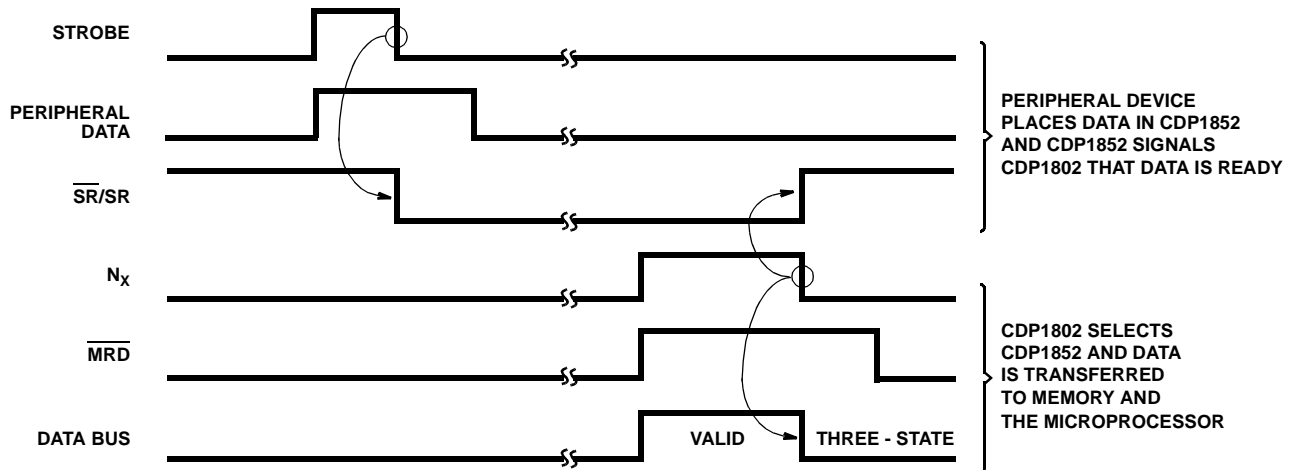 STROBE
PERIPHERAL
DATA
SR/SR
NX
MRD
DATA BUS
VALID
THREE - STATE
PERIPHERAL DEVICE
PLACES DATA IN CDP1852
AND CDP1852 SIGNALS
CDP1802 THAT DATA IS READY
CDP1802 SELECTS
CDP1852 AND DATA
IS TRANSFERRED
TO MEMORY AND
THE MICROPROCESSOR